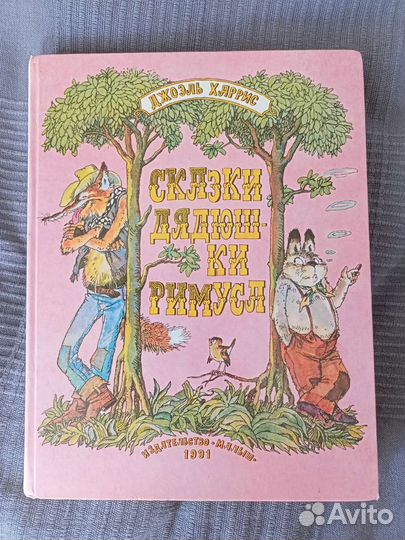 ДЖОЭЛЬ ХАРРИС
СКАЗКИ
ДЯДЮШ-
КИ
РИМУСА
ИЗДАТЕЛЬСТВО·МАЛЫШ·
1991
Avito